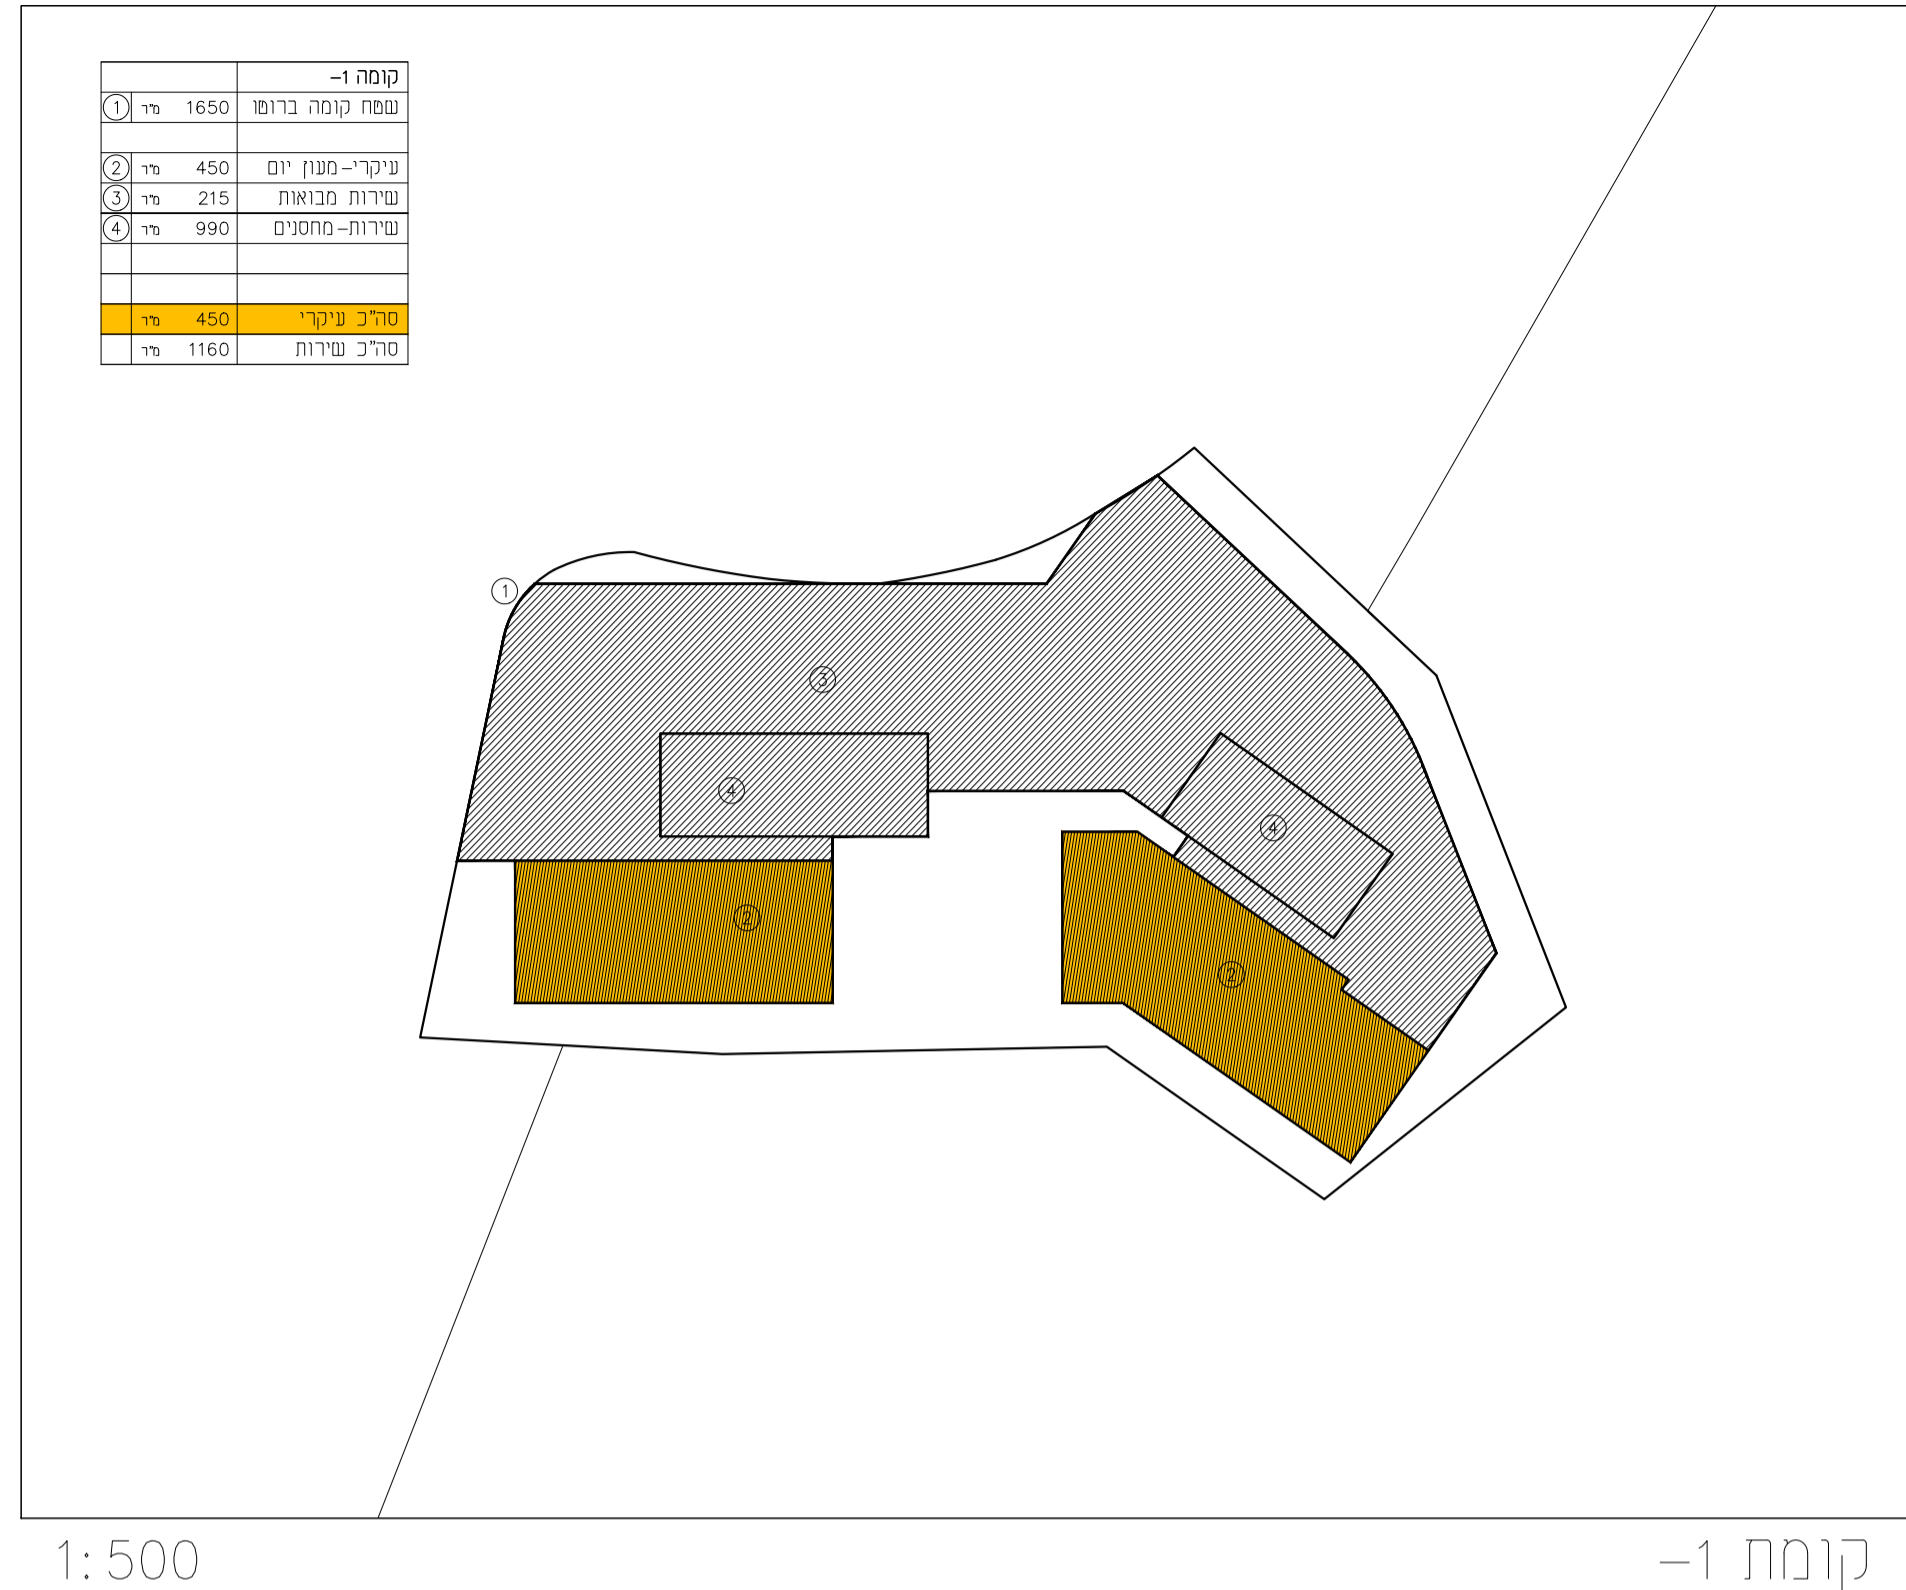 קומה 1-
שטח קומה ברוטו 1650 מ"ר 1
עיקרי-מעון יום 450 מ"ר 2
שירות מבואות 215 מ"ר 3
שירות-מחסנים 990 מ"ר 4
סה"כ עיקרי 450 מ"ר
סה"כ שירות 1160 מ"ר
1
3
4
4
2
2
קומת 1-
1:500